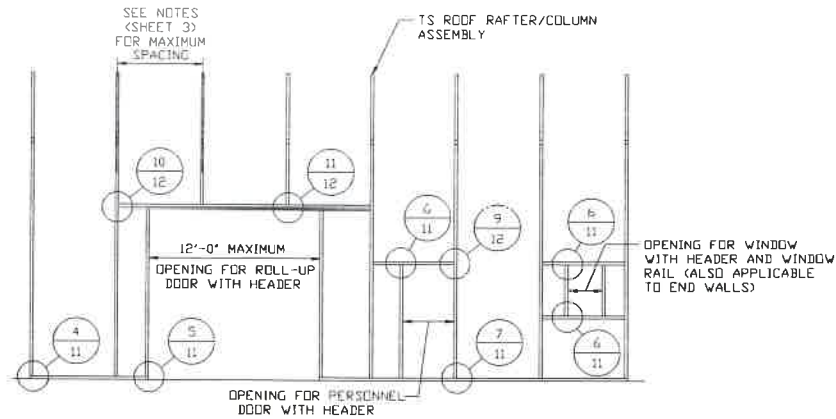 SEE NOTES
(SHEET 3)
FOR MAXIMUM
SPACING
TS ROOF RAFTER/COLUMN
ASSEMBLY
10
12
11
12
6
11
9
12
6
11
12'-0" MAXIMUM
OPENING FOR ROLL-UP
DOOR WITH HEADER
OPENING FOR WINDOW
WITH HEADER AND WINDOW
RAIL (ALSO APPLICABLE
TO END WALLS)
4
11
5
11
7
11
6
11
OPENING FOR PERSONNEL
DOOR WITH HEADER